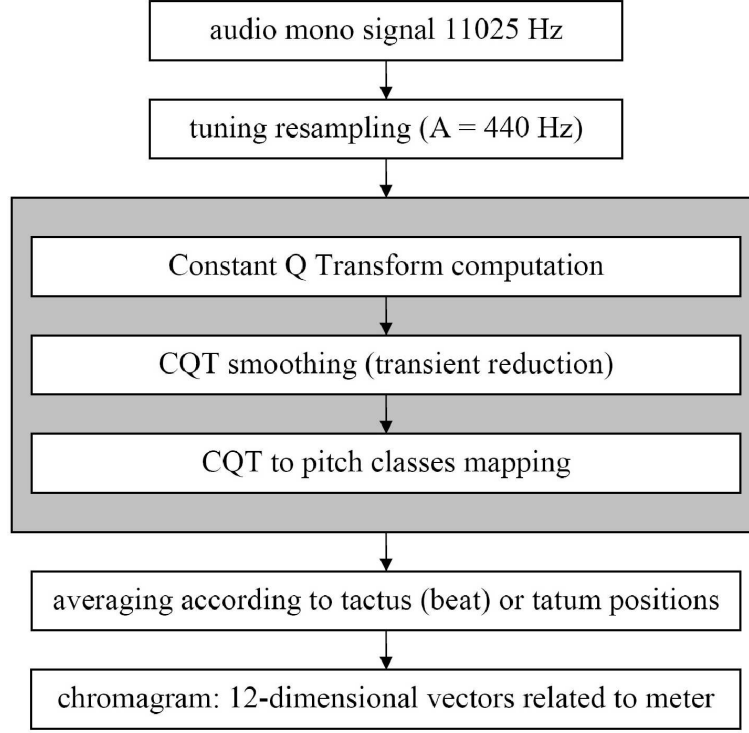 audio mono signal 11025 Hz
tuning resampling (A = 440 Hz)
Constant Q Transform computation
CQT smoothing (transient reduction)
CQT to pitch classes mapping
averaging according to tactus (beat) or tatum positions
chromagram: 12-dimensional vectors related to meter